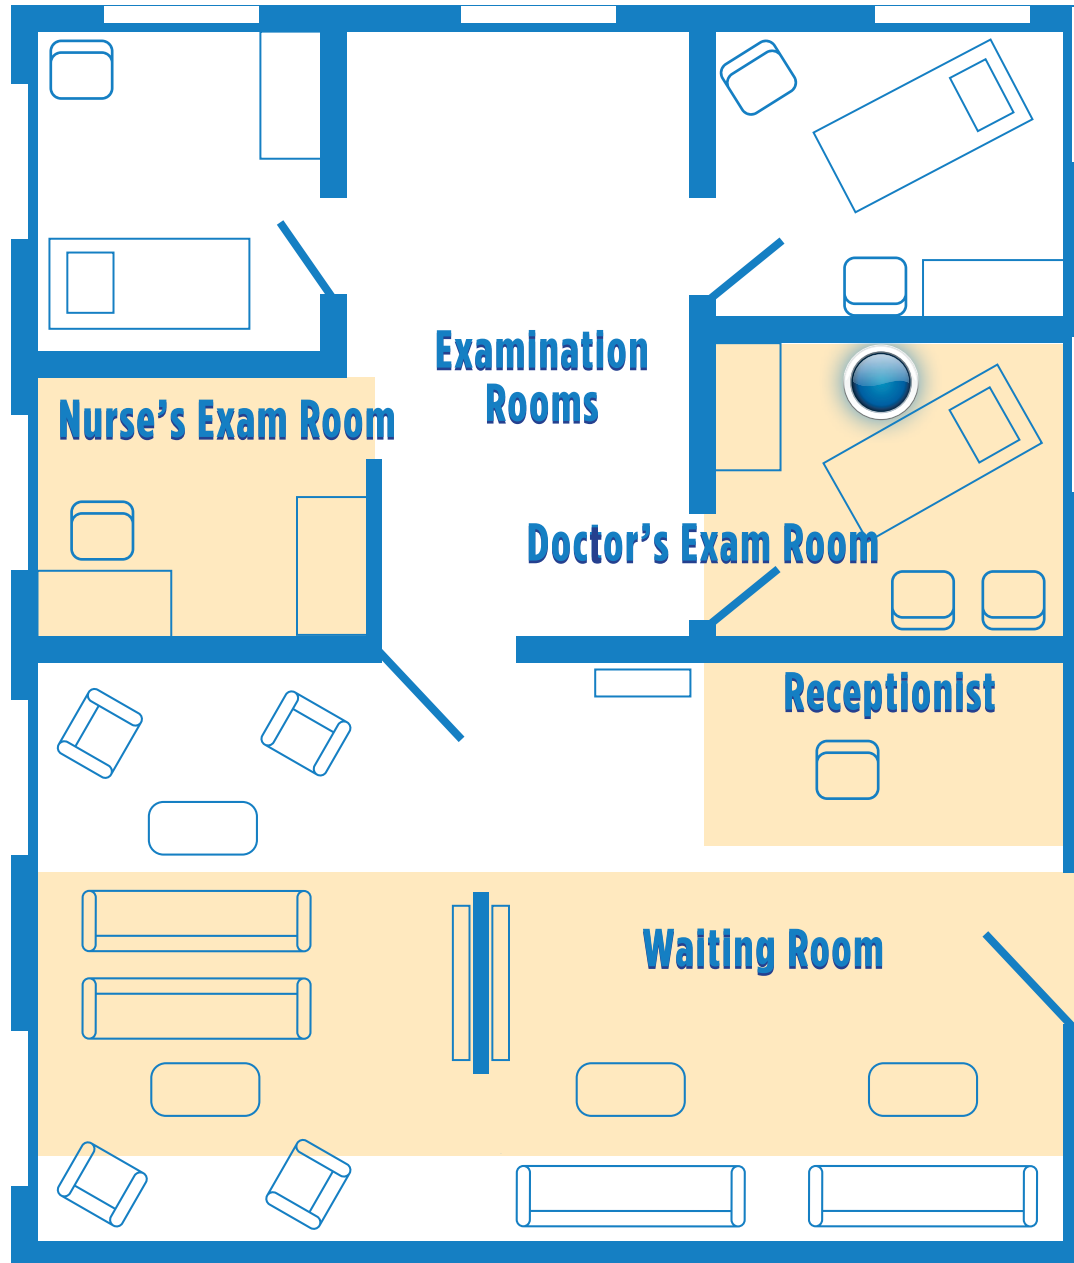 Examination
Rooms
Nurse's Exam Room
Doctor's Exam Room
Receptionist
Waiting Room